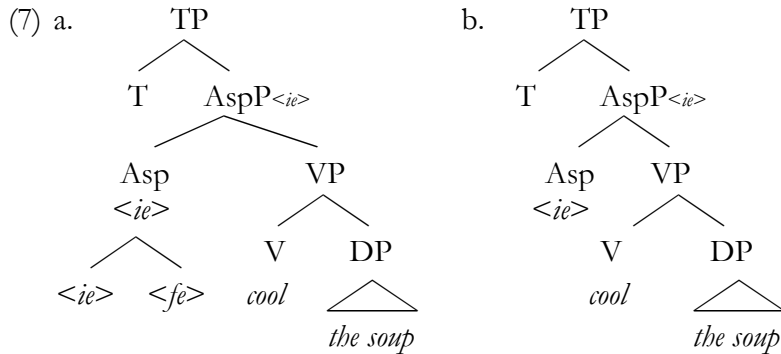 (7) a. TP b. TP
T AspP<ie> T AspP<ie>
Asp VP Asp VP
<ie> <ie>
V DP V DP
<ie> <fe> cool cool
the soup the soup